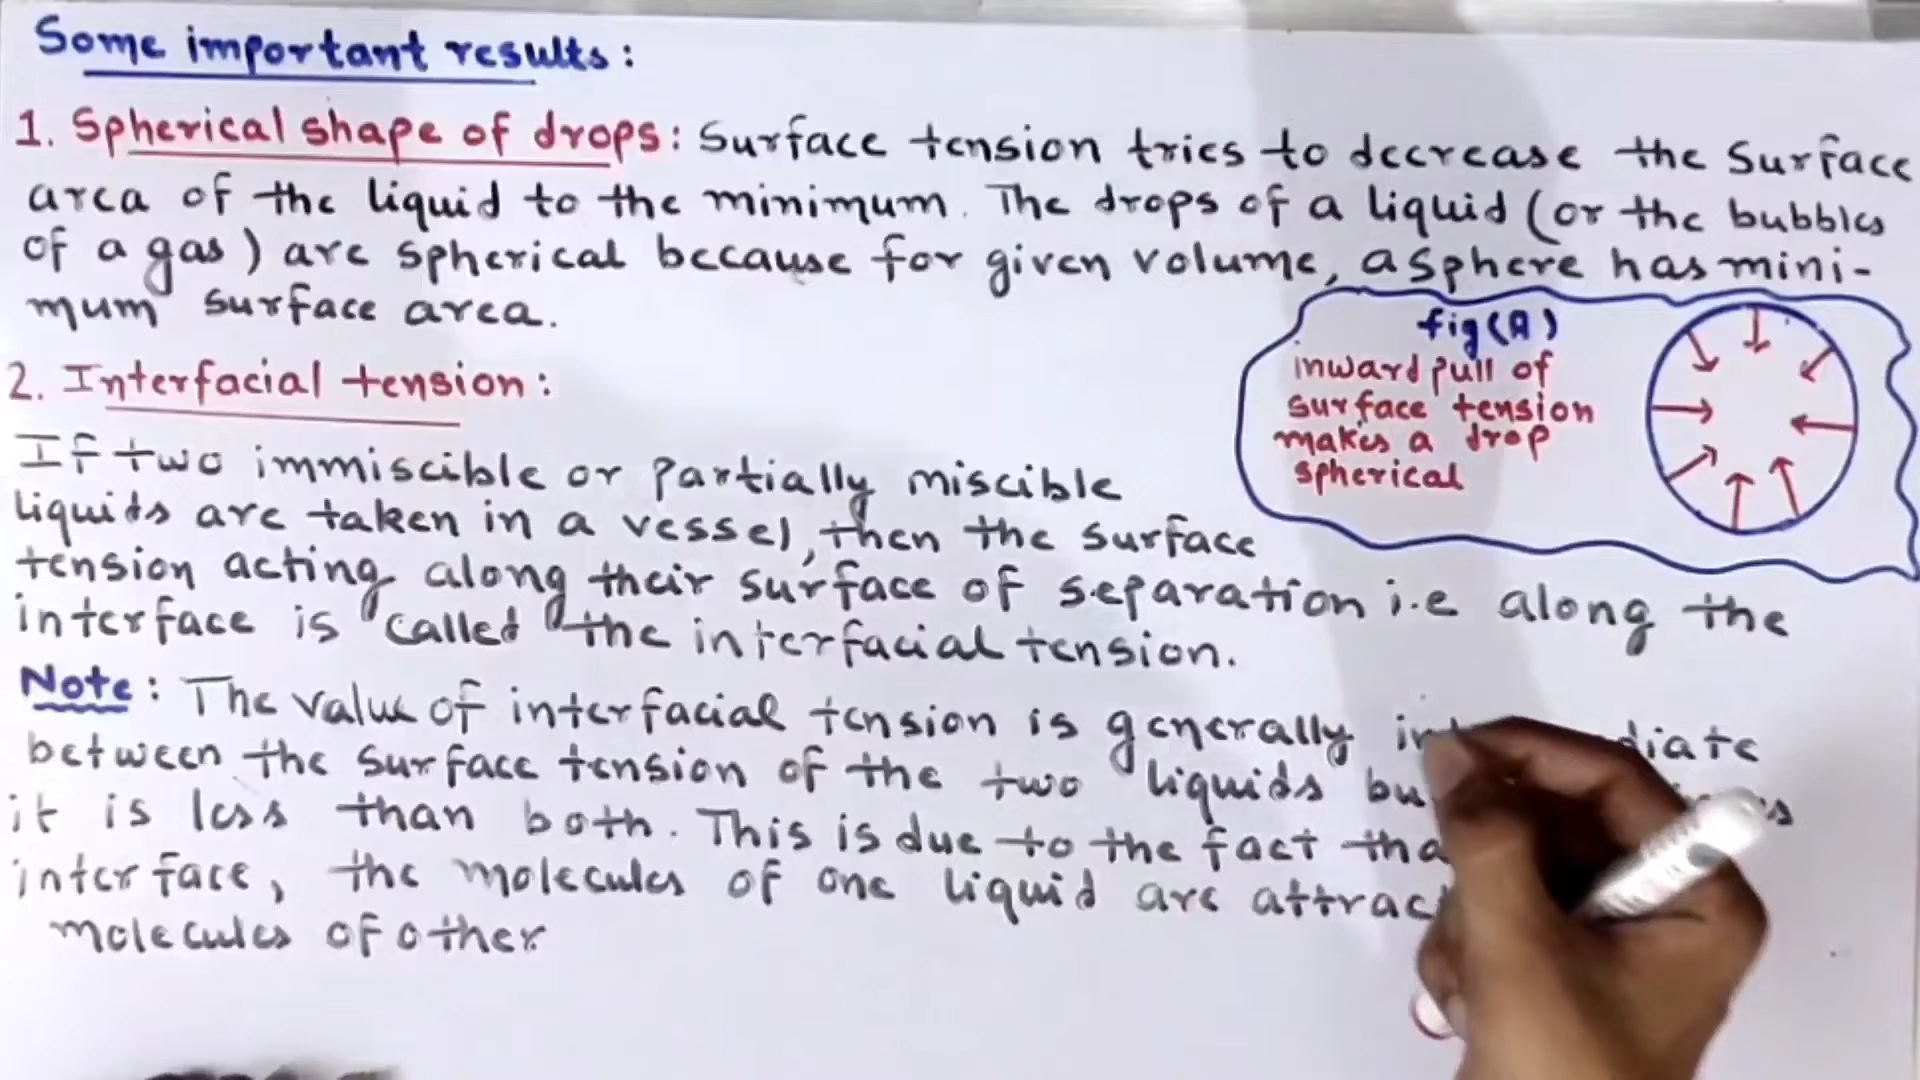 Some important results:
1. Spherical shape of drops: Surface tension tries to decrease the surface
area of the liquid to the minimum. The drops of a liquid (or the bubbles
of a gas) are spherical because for given volume, a sphere has mini-
mum surface area.
fig(A)
inward pull of
surface tension
makes a drop
spherical
2. Interfacial tension:
If two immiscible or partially miscible
liquids are taken in a vessel, then the surface
tension acting along their surface of separation i.e along the
interface is called the interfacial tension.
Note: The value of interfacial tension is generally
between the surface tension of the two liquids
it is less than both. This is due to the fact
interface, the molecules of one liquid are
molecules of other